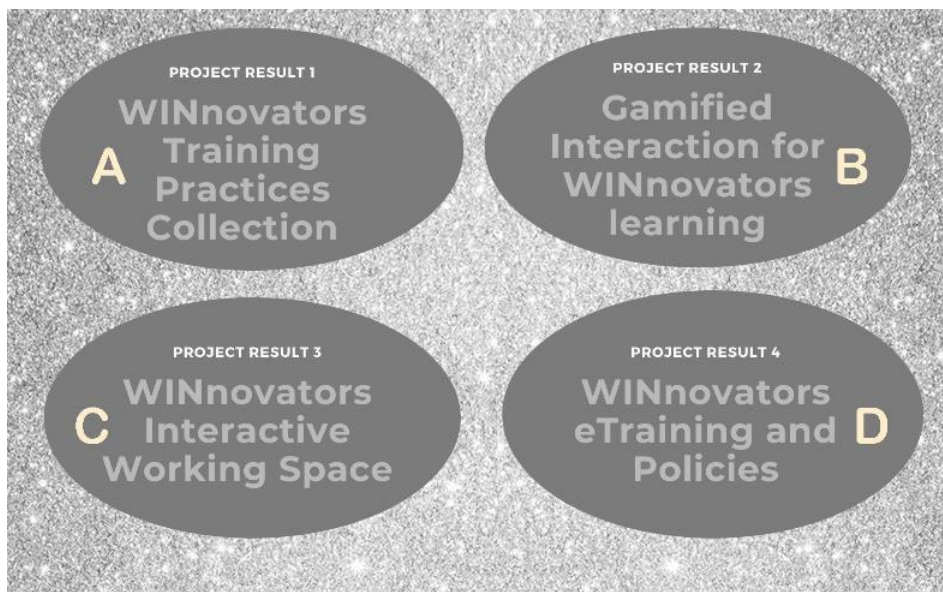 PROJECT RESULT 1
WINnovators
Training
Practices
Collection
A
PROJECT RESULT 2
Gamified
Interaction for
WINnovators
learning
B
PROJECT RESULT 3
WINnovators
Interactive
Working Space
C
PROJECT RESULT 4
WINnovators
eTraining and
Policies
D